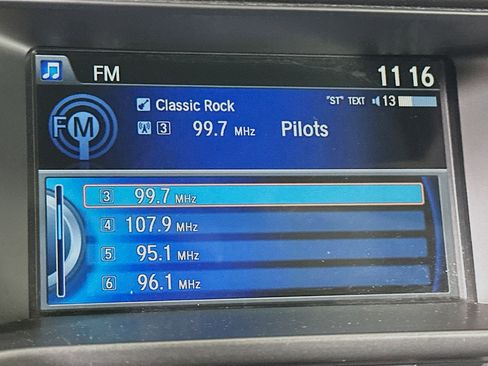 FM 11 16
Classic Rock "ST" TEXT 13
FM 3 99.7 MHz Pilots
3 99.7 MHz
4 107.9 MHz
5 95.1 MHz
6 96.1 MHz